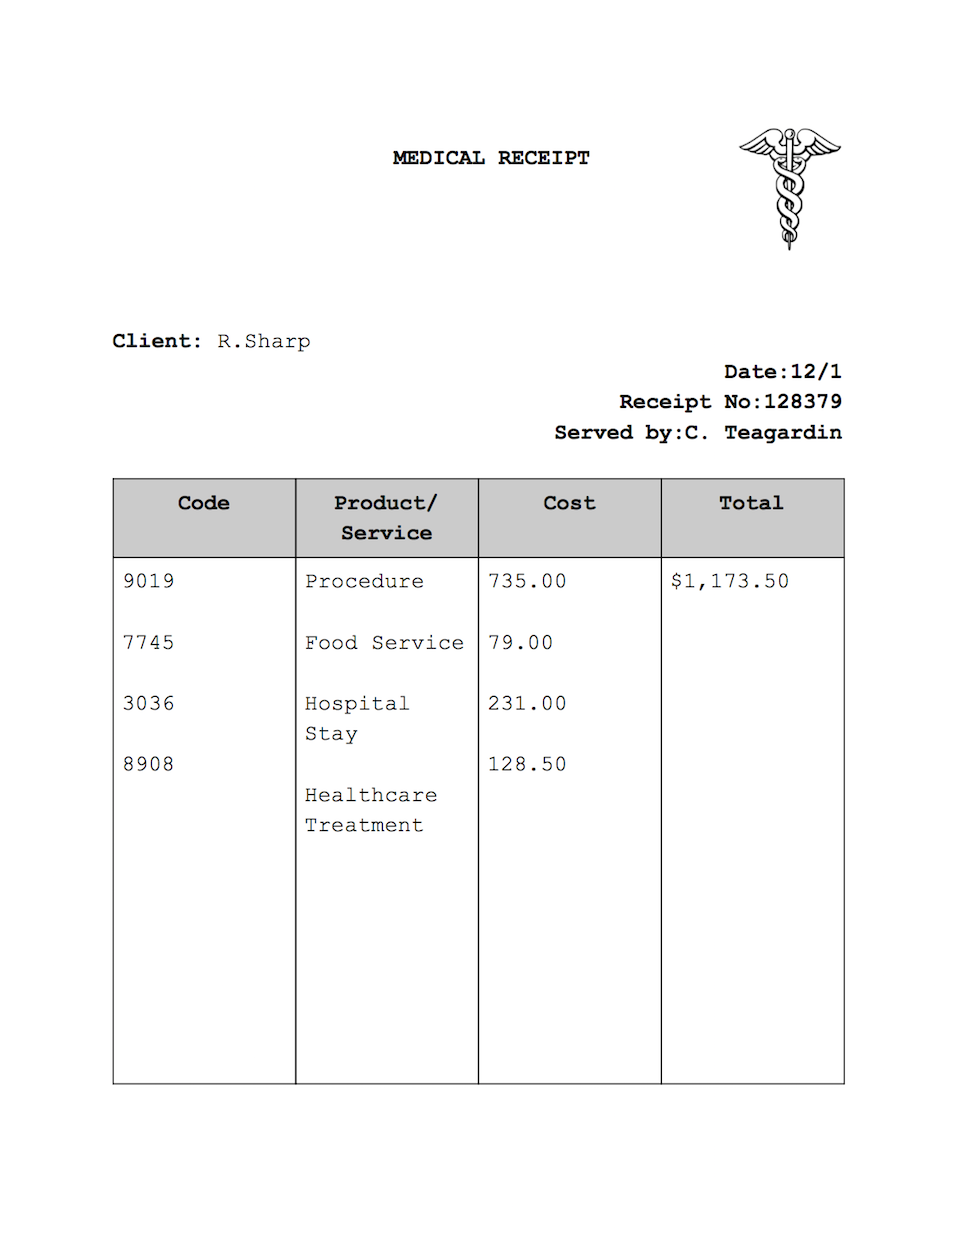 MEDICAL RECEIPT
Client: R.Sharp
Date:12/1
Receipt No:128379
Served by:C. Teagardin
Code Product/ Cost Total
Service
9019 Procedure 735.00 $1,173.50
7745 Food Service 79.00
3036 Hospital 231.00
Stay
8908 128.50
Healthcare
Treatment